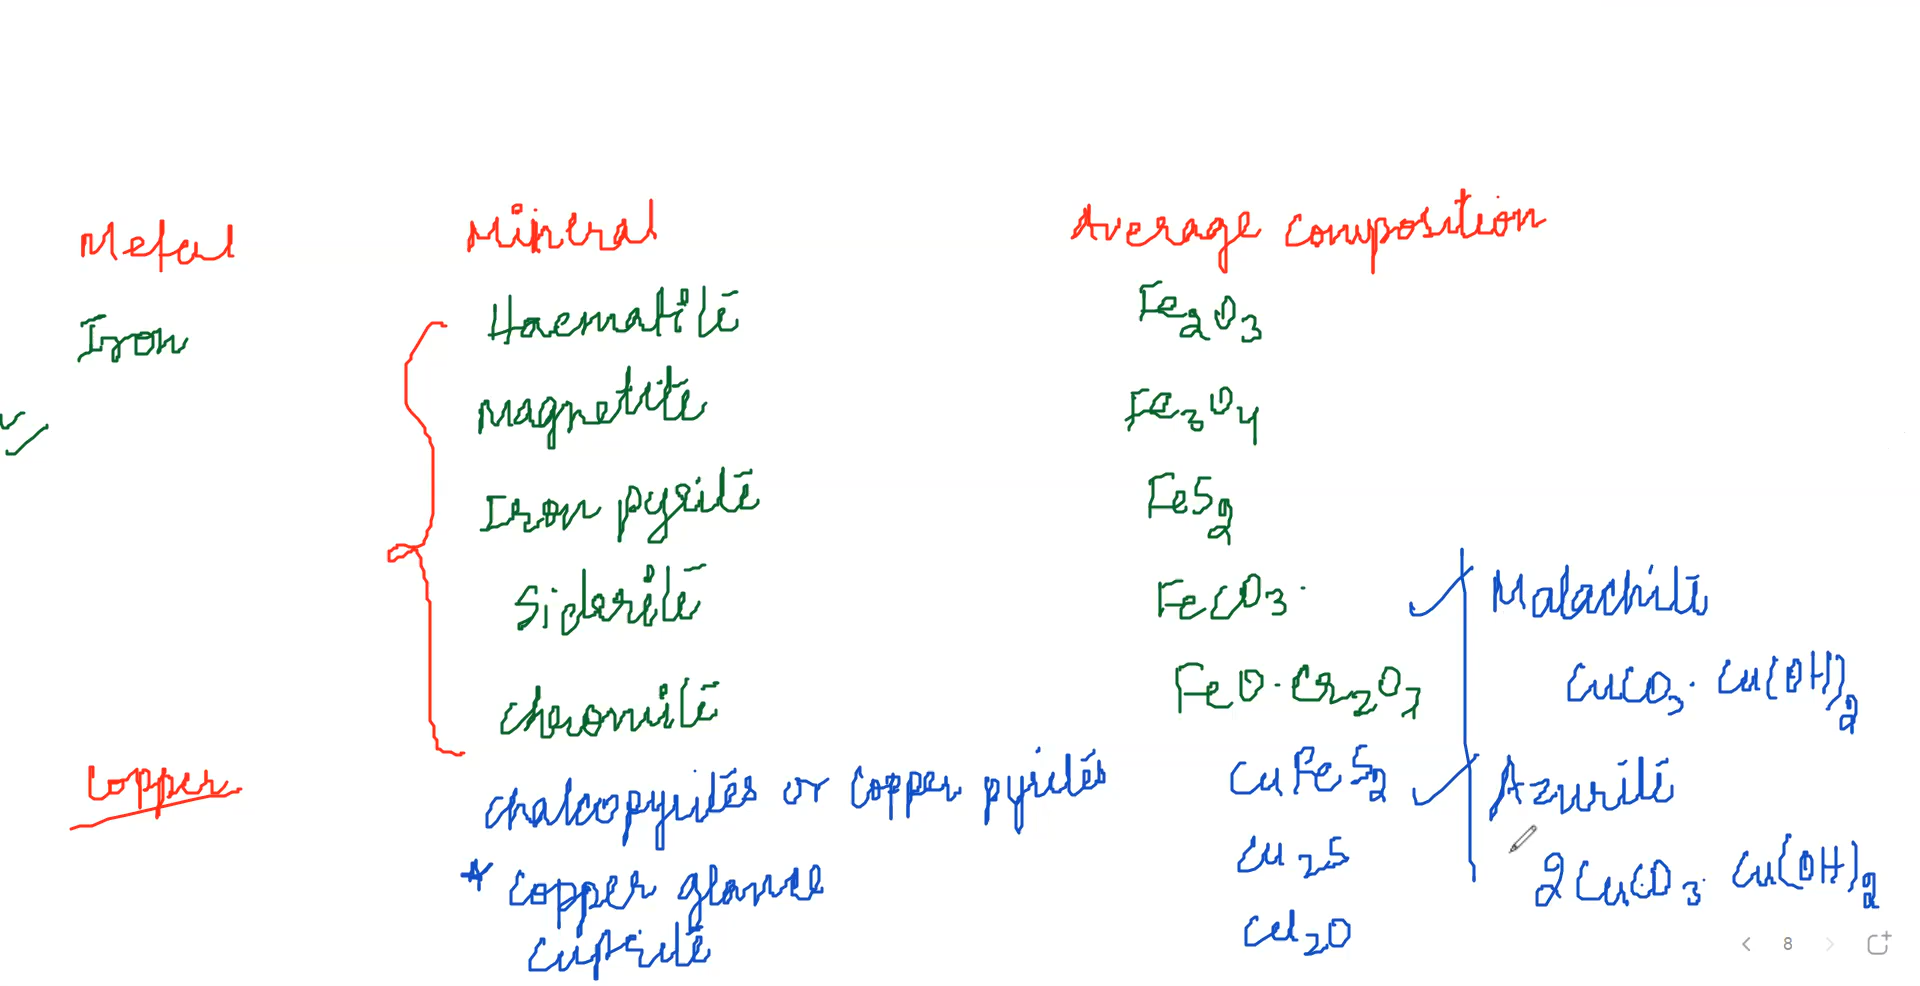 Metal Mineral Average composition
Iron Haematite Fe₂O₃
Magnetite Fe₃O₄
Iron pyrite FeS₂
Siderite FeCO₃.
Malachite
Chromite FeO·Cr₂O₇
CuCO₃. Cu(OH)₂
Copper Chalcopyrites or Copper pyrites CuFeS₂
Azurite
* Copper glance Cu₂S
2CuCO₃. Cu(OH)₂
Cuprite Cu₂O
8